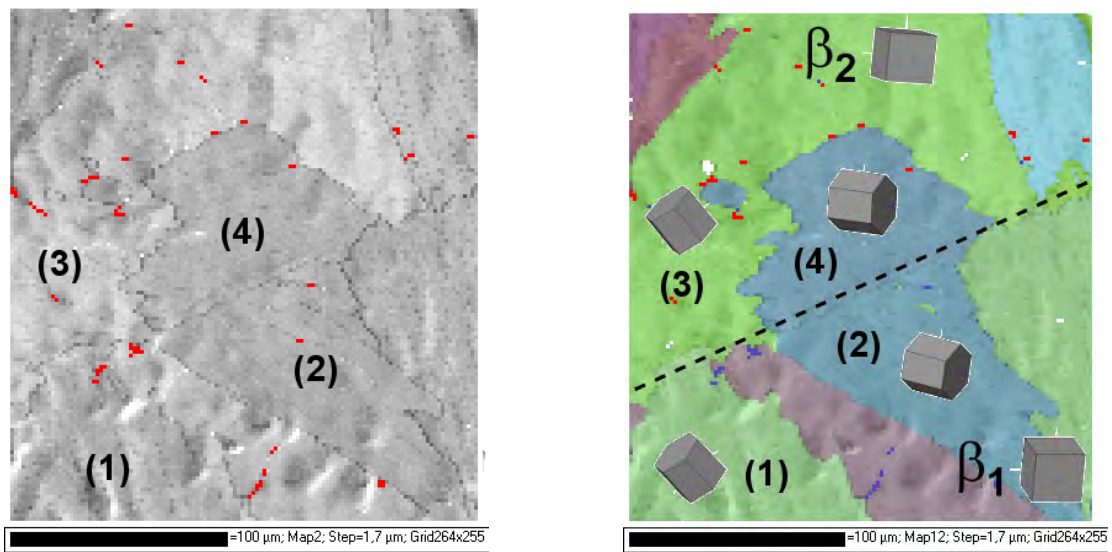 (4)
(3)
(2)
(1)
=100 µm; Map2; Step=1,7 µm; Grid264x255
β2
(4)
(3)
(2)
(1)
β1
=100 µm; Map12; Step=1,7 µm; Grid264x255